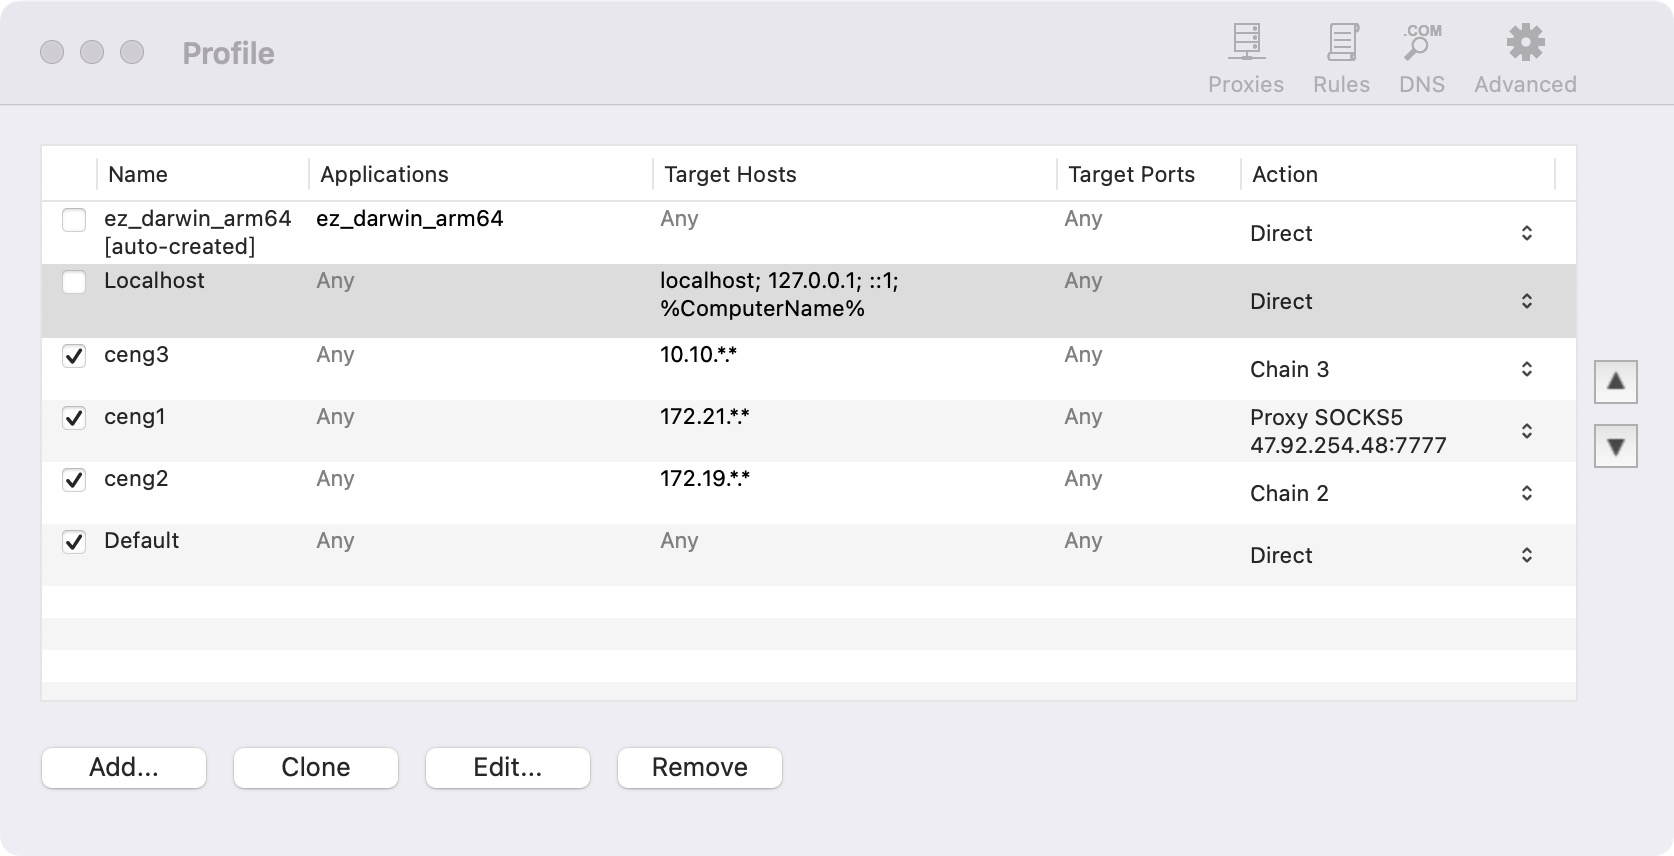 Profile
Proxies Rules .COM DNS Advanced
Name Applications Target Hosts Target Ports Action
ez_darwin_arm64 ez_darwin_arm64 Any Any Direct
[auto-created]
Localhost Any localhost; 127.0.0.1; ::1; Any Direct
%ComputerName%
ceng3 Any 10.10.*.* Any Chain 3
ceng1 Any 172.21.*.* Any Proxy SOCKS5
47.92.254.48:7777
ceng2 Any 172.19.*.* Any Chain 2
Default Any Any Any Direct
Add... Clone Edit... Remove